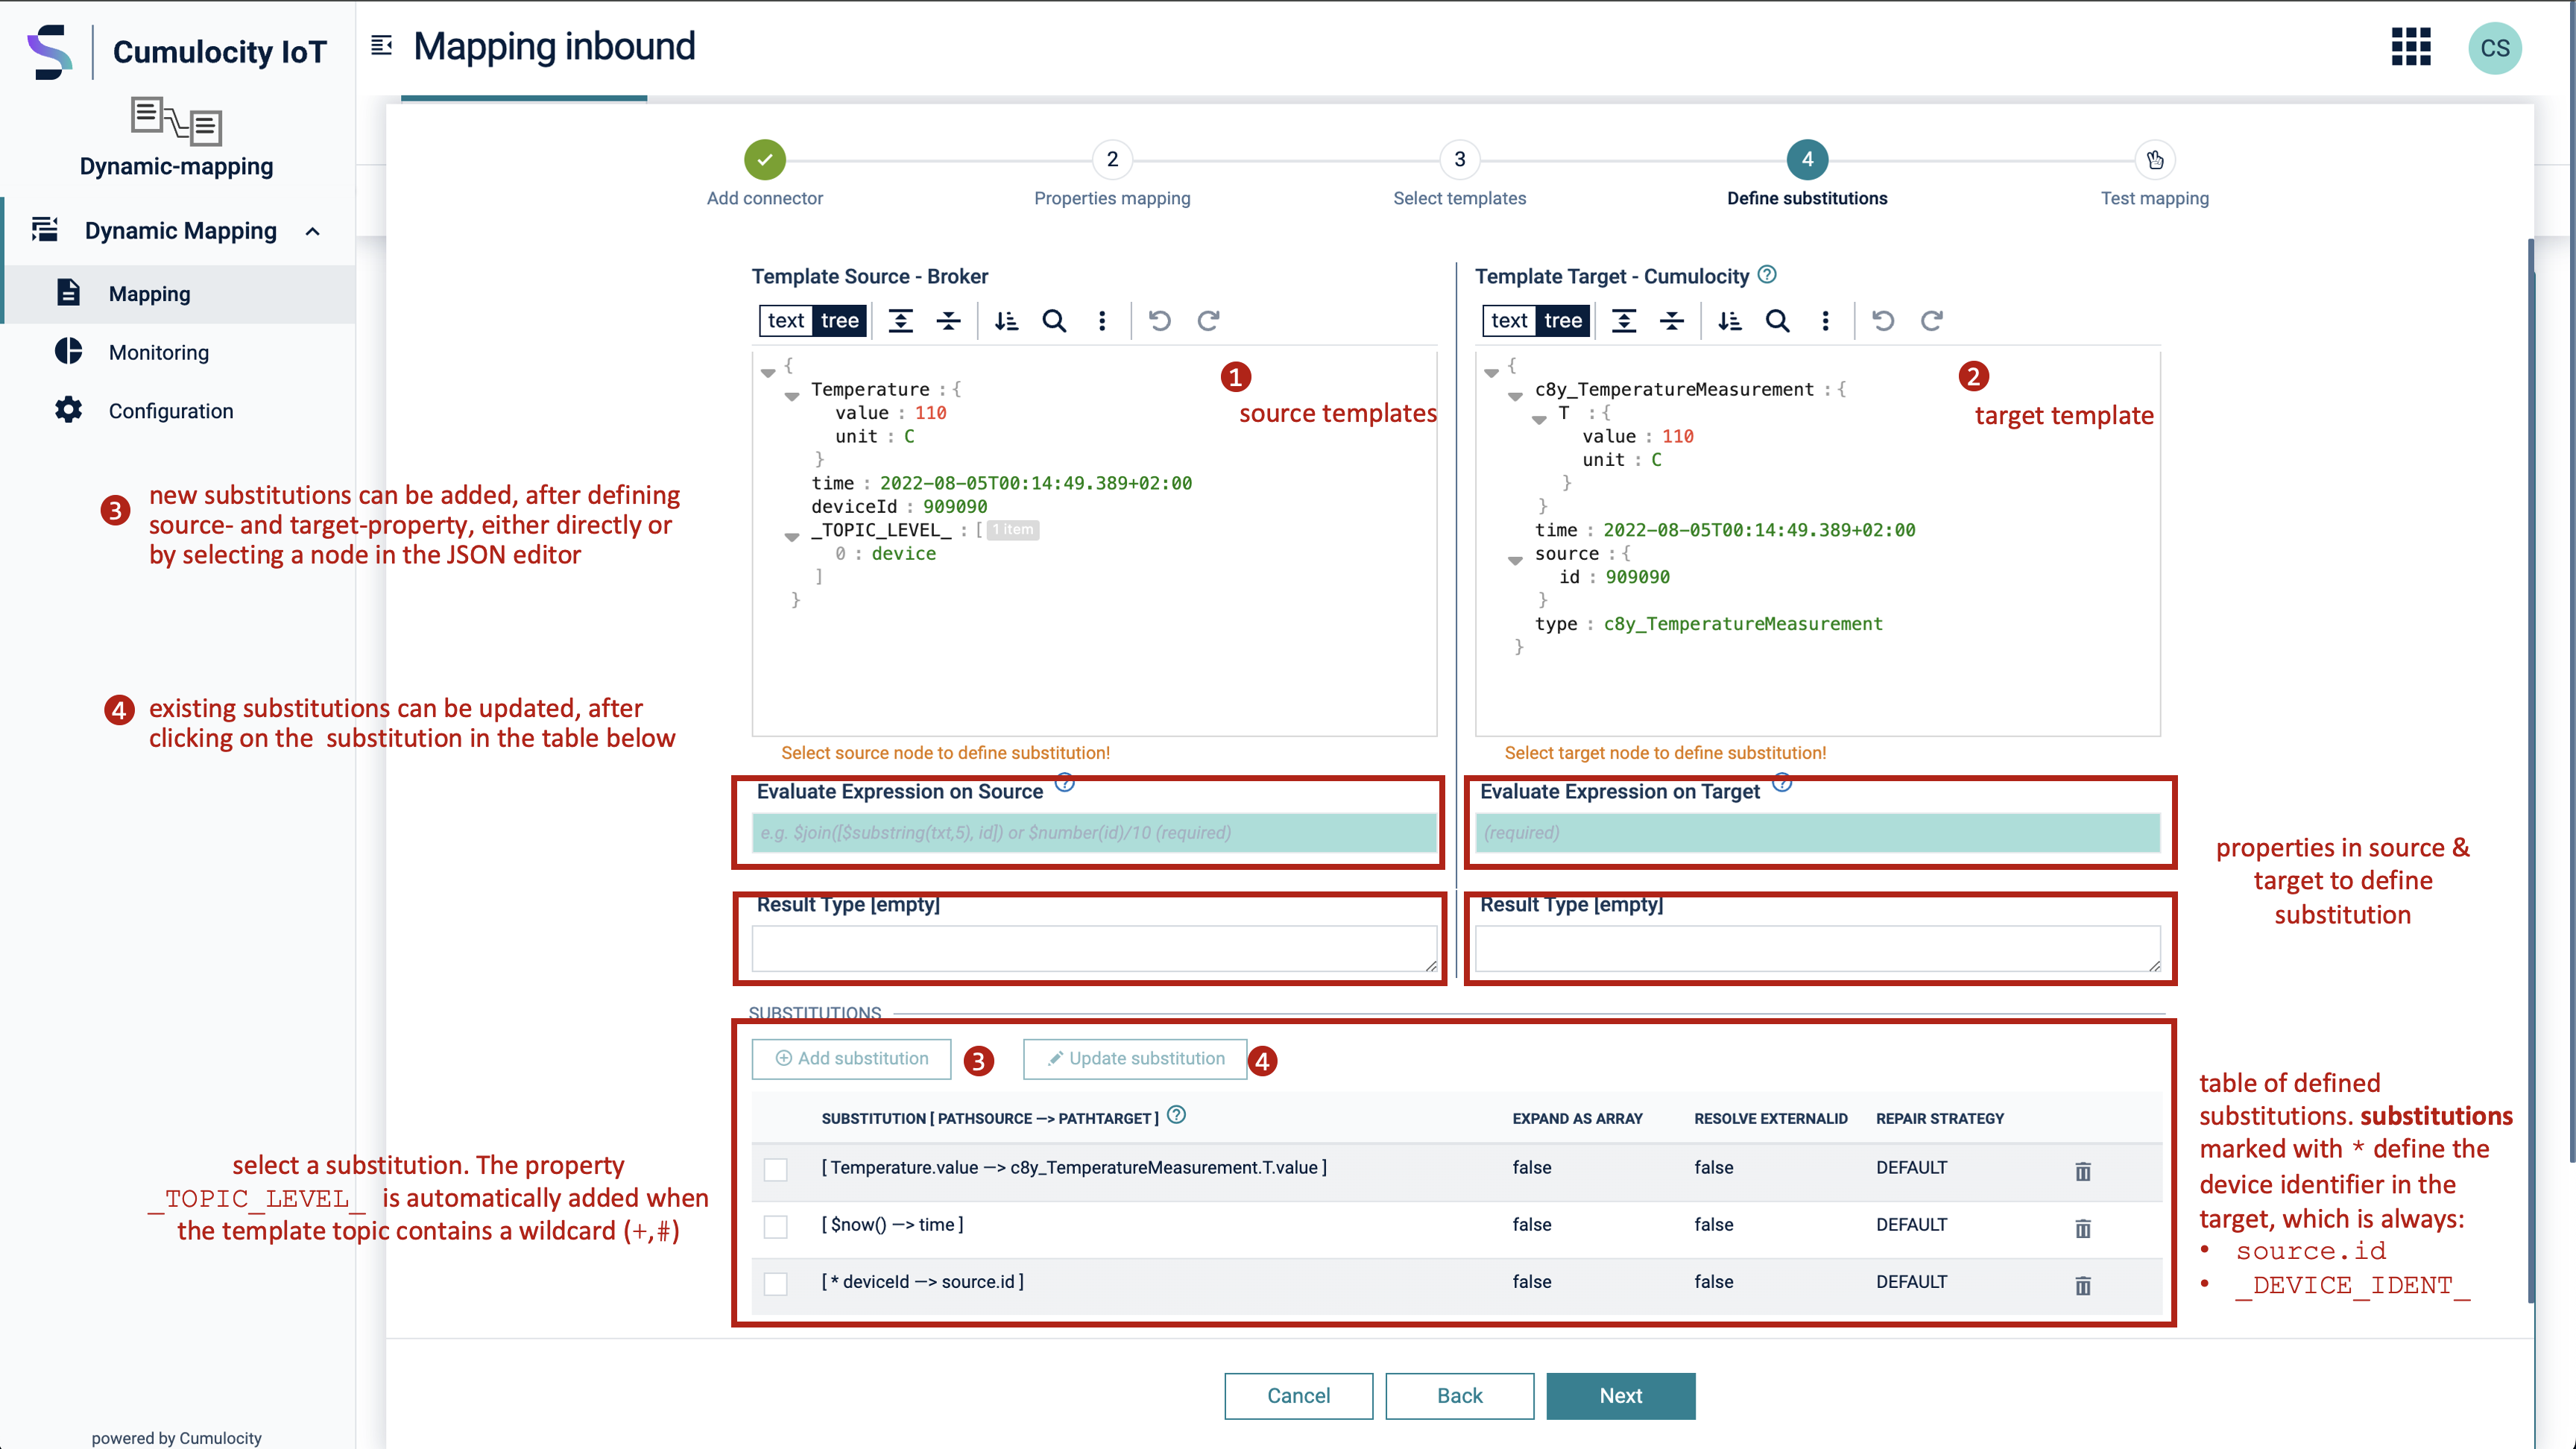 Cumulocity IoT
Mapping inbound
CS
Dynamic-mapping
Dynamic Mapping
Mapping
Monitoring
Configuration
2
3
4
Add connector
Properties mapping
Select templates
Define substitutions
Test mapping
Template Source - Broker
text tree
{
Temperature : {
value : 110
unit : C
}
time : 2022-08-05T00:14:49.389+02:00
deviceId : 909090
_TOPIC_LEVEL_ : [ 1 item
0 : device
]
}
1
source templates
Select source node to define substitution!
Template Target - Cumulocity ?
text tree
{
c8y_TemperatureMeasurement : {
T : {
value : 110
unit : C
}
}
time : 2022-08-05T00:14:49.389+02:00
source : {
id : 909090
}
type : c8y_TemperatureMeasurement
}
2
target template
Select target node to define substitution!
3 new substitutions can be added, after defining
source- and target-property, either directly or
by selecting a node in the JSON editor
4 existing substitutions can be updated, after
clicking on the substitution in the table below
Evaluate Expression on Source ?
e.g. $join([$substring(txt,5), id]) or $number(id)/10 (required)
Evaluate Expression on Target ?
(required)
Result Type [empty]
Result Type [empty]
properties in source &
target to define
substitution
SUBSTITUTIONS
Add substitution 3
Update substitution 4
SUBSTITUTION [ PATHSOURCE —> PATHTARGET ] ?
EXPAND AS ARRAY
RESOLVE EXTERNALID
REPAIR STRATEGY
[ Temperature.value —> c8y_TemperatureMeasurement.T.value ] false false DEFAULT
[ $now() —> time ] false false DEFAULT
[ * deviceId —> source.id ] false false DEFAULT
select a substitution. The property
_TOPIC_LEVEL_ is automatically added when
the template topic contains a wildcard (+,#)
table of defined
substitutions. substitutions
marked with * define the
device identifier in the
target, which is always:
• source.id
• _DEVICE_IDENT_
Cancel
Back
Next
powered by Cumulocity